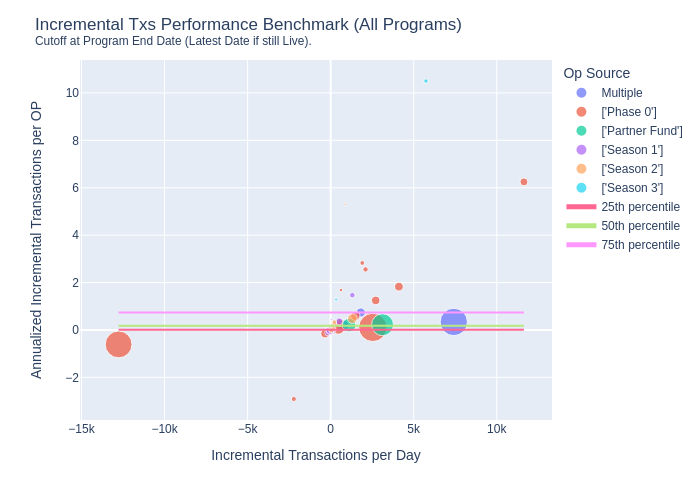 Incremental Txs Performance Benchmark (All Programs)
Cutoff at Program End Date (Latest Date if still Live).
Annualized Incremental Transactions per OP
10
8
6
4
2
0
−2
−15k
−10k
−5k
0
5k
10k
Incremental Transactions per Day
Op Source
Multiple
['Phase 0']
['Partner Fund']
['Season 1']
['Season 2']
['Season 3']
25th percentile
50th percentile
75th percentile